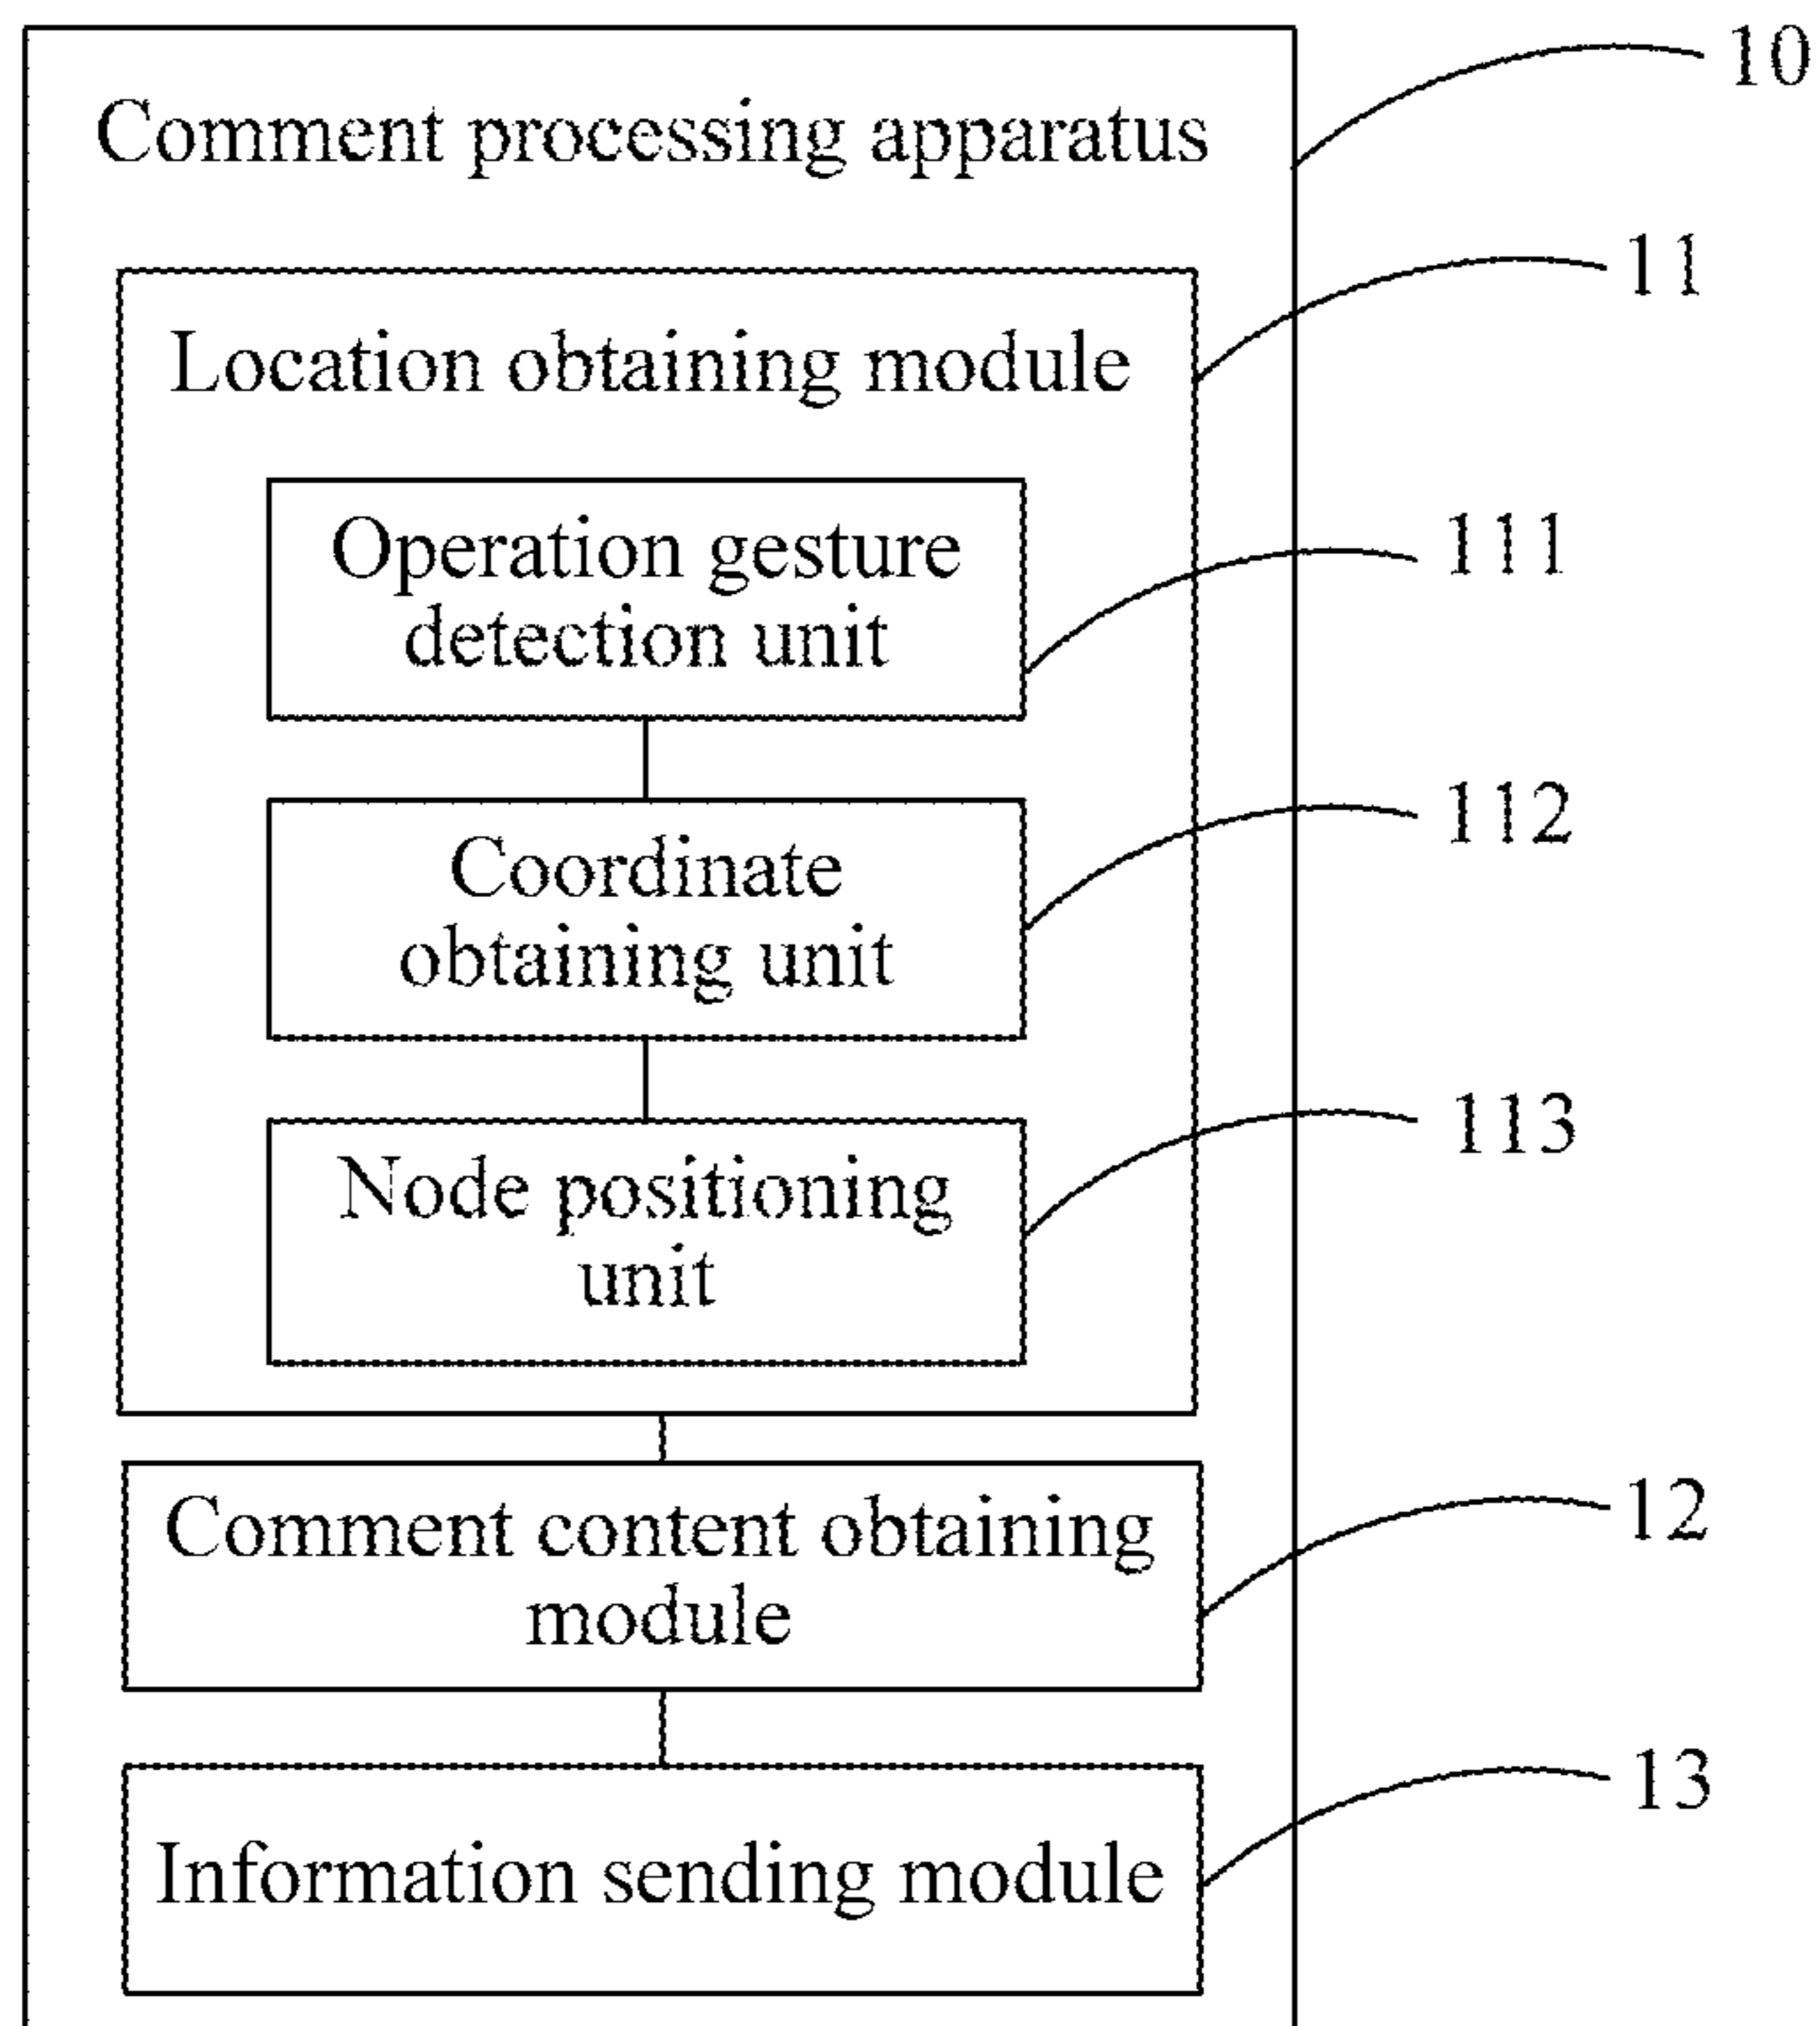 10
Comment processing apparatus
11
Location obtaining module
Operation gesture
detection unit
111
Coordinate
obtaining unit
112
Node positioning
unit
113
Comment content obtaining
module
12
Information sending module
13